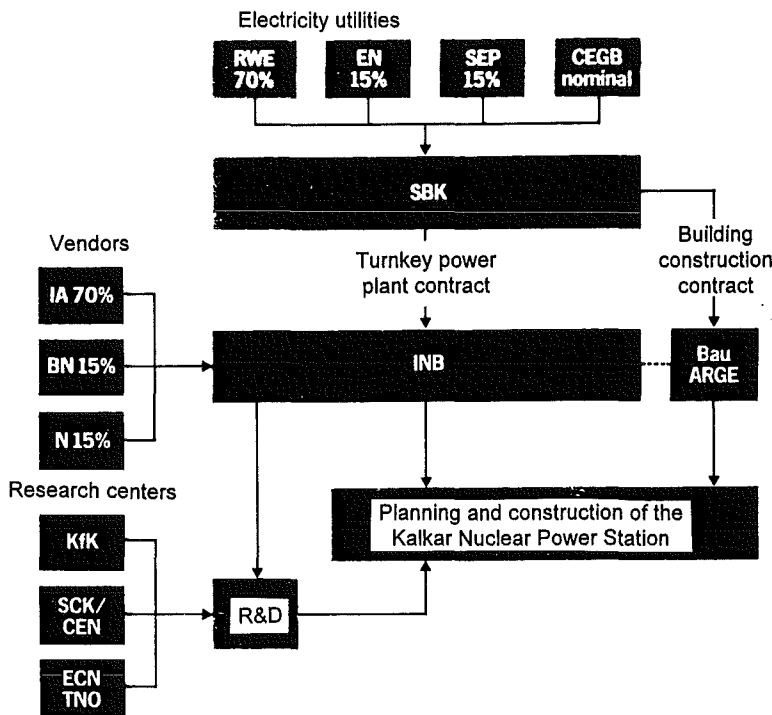 Electricity utilities
RWE
70%
EN
15%
SEP
15%
CEGB
nominal
SBK
Vendors
IA 70%
BN 15%
N 15%
Turnkey power
plant contract
Building
construction
contract
INB
Bau
ARGE
Research centers
KfK
SCK/
CEN
ECN
TNO
R&D
Planning and construction of the
Kalkar Nuclear Power Station